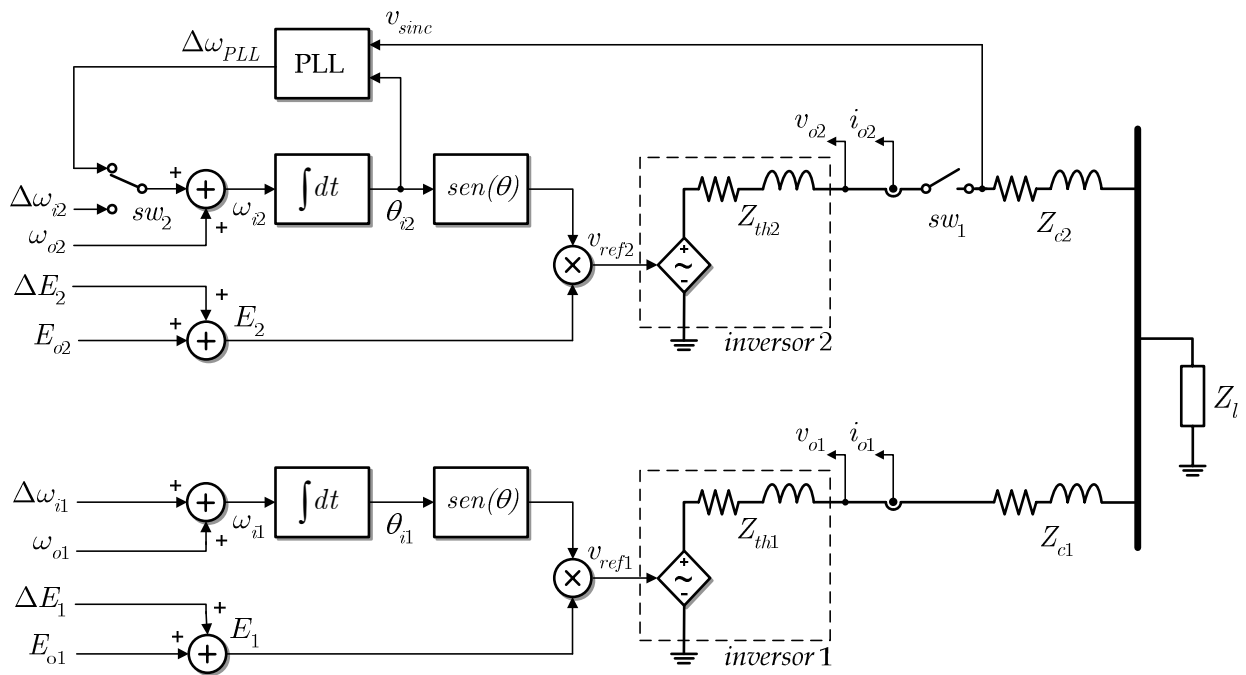 v_sinc
Δω_PLL
PLL
v_o2 i_o2
Δω_i2
sw_2
+
+
+
ω_i2
∫dt
θ_i2
sen(θ)
Z_th2
sw_1
Z_c2
ω_o2
v_ref2
×
+
~
-
ΔE_2
+
E_o2
+
+
E_2
inversor 2
Z_l
v_o1 i_o1
Δω_i1
+
+
+
ω_i1
∫dt
θ_i1
sen(θ)
Z_th1
Z_c1
ω_o1
v_ref1
×
+
~
-
ΔE_1
+
E_o1
+
+
E_1
inversor 1